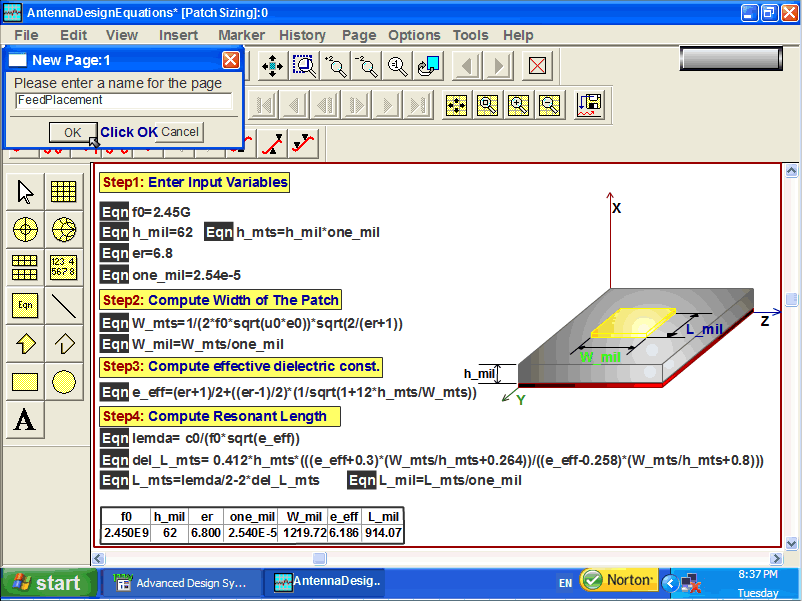 AntennaDesignEquations* [PatchSizing]:0
File Edit View Insert Marker History Page Options Tools Help
New Page:1
Please enter a name for the page
FeedPlacement
OK Click OK Cancel
Step1: Enter Input Variables
Eqn f0=2.45G
Eqn h_mil=62 Eqn h_mts=h_mil*one_mil
Eqn er=6.8
Eqn one_mil=2.54e-5
Step2: Compute Width of The Patch
Eqn W_mts=1/(2*f0*sqrt(u0*e0))*sqrt(2/(er+1))
Eqn W_mil=W_mts/one_mil
Step3: Compute effective dielectric const.
Eqn e_eff=(er+1)/2+((er-1)/2)*(1/sqrt(1+12*h_mts/W_mts))
Step4: Compute Resonant Length
Eqn lemda= c0/(f0*sqrt(e_eff))
Eqn del_L_mts= 0.412*h_mts*(((e_eff+0.3)*(W_mts/h_mts+0.264))/((e_eff-0.258)*(W_mts/h_mts+0.8)))
Eqn L_mts=lemda/2-2*del_L_mts Eqn L_mil=L_mts/one_mil
f0 h_mil er one_mil W_mil e_eff L_mil
2.450E9 62 6.800 2.540E-5 1219.72 6.186 914.07
X
Z
L_mil
W_mil
h_mil
Y
123 4
567 8
Eqn
A
start
Advanced Design Sy...
AntennaDesig..
EN
Norton
8:37 PM
Tuesday